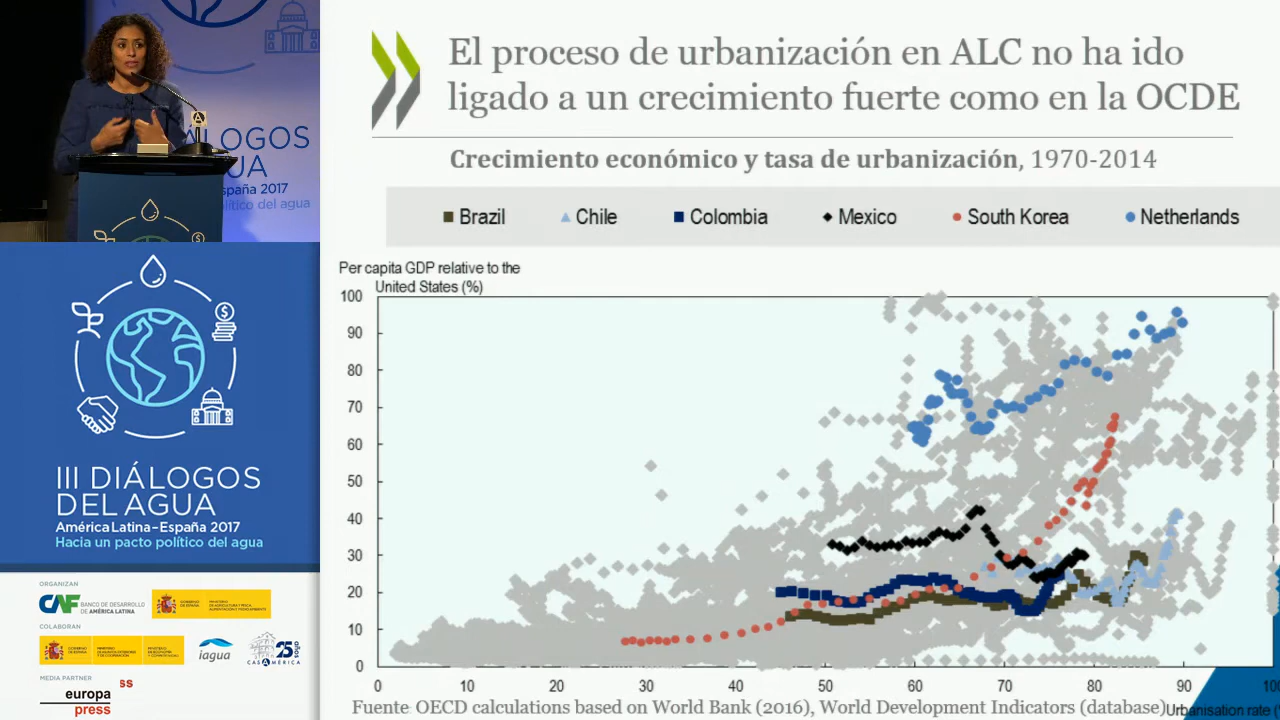 DIÁLOGOS
AGUA
España 2017
político del agua
III DIÁLOGOS
DEL AGUA
América Latina-España 2017
Hacia un pacto político del agua
ORGANIZAN
CAF BANCO DE DESARROLLO
DE AMÉRICA LATINA
COLABORAN
iagua
25 años
CASAMÉRICA
MEDIA PARTNER
europa
press
ss
El proceso de urbanización en ALC no ha ido
ligado a un crecimiento fuerte como en la OCDE
Crecimiento económico y tasa de urbanización, 1970-2014
Brazil Chile Colombia Mexico South Korea Netherlands
Per capita GDP relative to the
United States (%)
100
90
80
70
60
50
40
30
20
10
0
0 10 20 30 40 50 60 70 80 90 100
Fuente OECD calculations based on World Bank (2016), World Development Indicators (database)
Urbanisation rate (